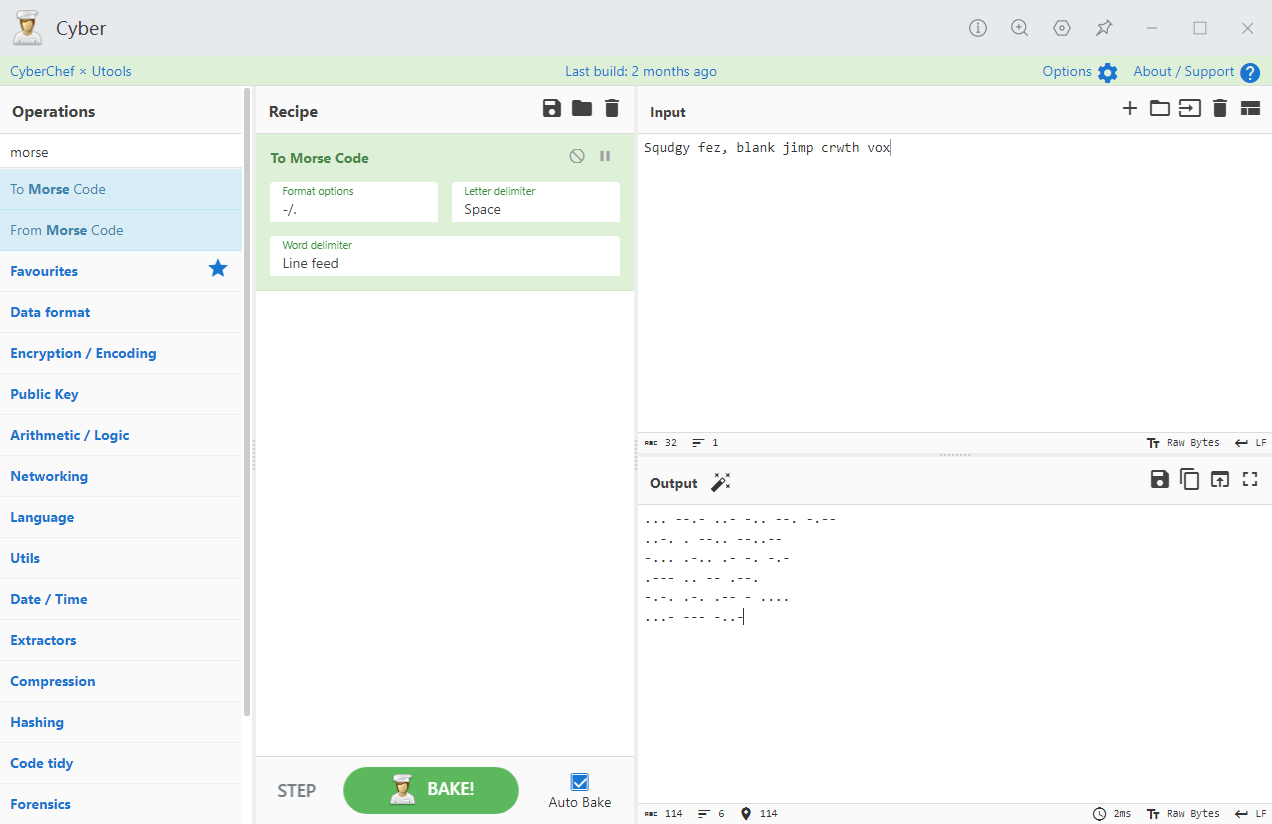 Cyber
CyberChef × Utools
Last build: 2 months ago
Options
About / Support
Operations
morse
To Morse Code
From Morse Code
Favourites
Data format
Encryption / Encoding
Public Key
Arithmetic / Logic
Networking
Language
Utils
Date / Time
Extractors
Compression
Hashing
Code tidy
Forensics
Recipe
To Morse Code
Format options
-/.
Letter delimiter
Space
Word delimiter
Line feed
STEP
BAKE!
Auto Bake
Input
Squdgy fez, blank jimp crwth vox
ABC 32 1
Raw Bytes LF
Output
... --.- ..- -.. --. -.--
..-. . --.. --..--
-... .-.. .- -. -.-
.--- .. -- .--.
-.-. .-. .-- - ....
...- --- -..-
ABC 114 6 114
2ms Raw Bytes LF